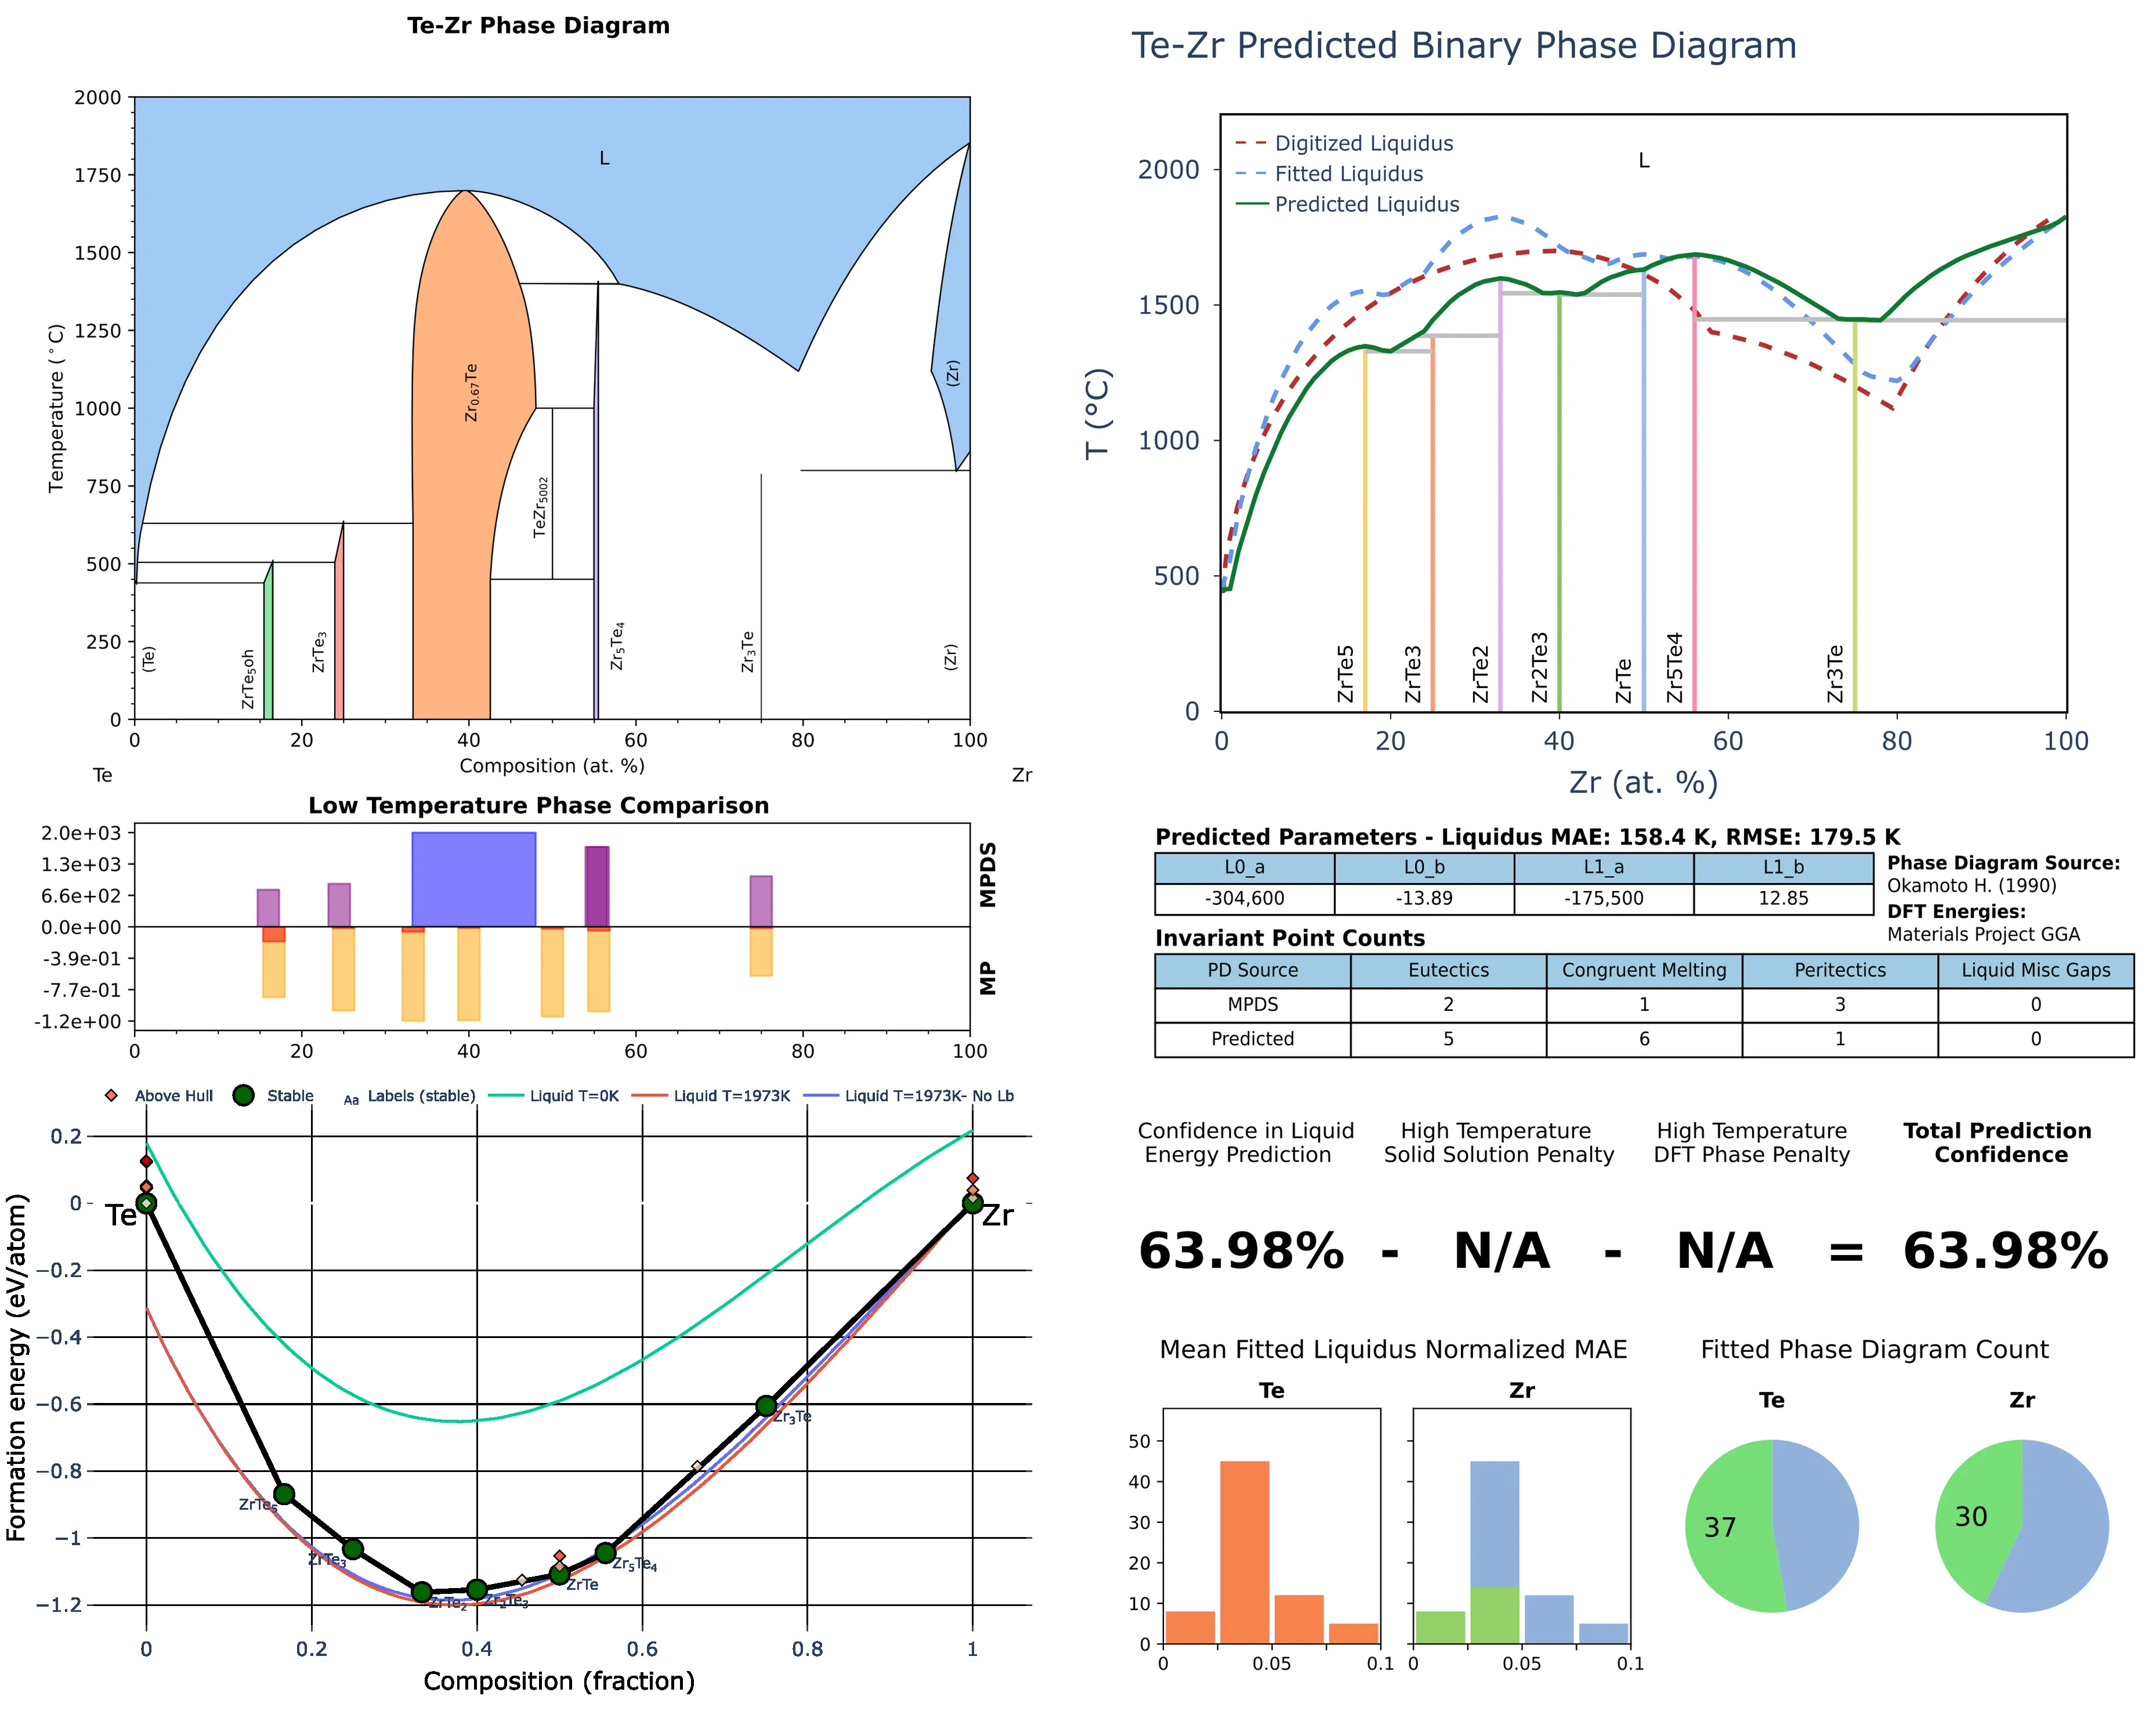 Te-Zr Phase Diagram
2000
1750
1500
1250
1000
750
500
250
0
Temperature (°C)
L
Zr0.67Te
TeZr5002
(Te)
ZrTe5oh
ZrTe3
Zr5Te4
Zr3Te
(Zr)
(Zr)
0 20 40 60 80 100
Composition (at. %)
Te Zr
Low Temperature Phase Comparison
2.0e+03
1.3e+03
6.6e+02
0.0e+00
-3.9e-01
-7.7e-01
-1.2e+00
MPDS
MP
0 20 40 60 80 100
Above Hull Stable Aa Labels (stable) Liquid T=0K Liquid T=1973K Liquid T=1973K- No Lb
0.2
0
−0.2
−0.4
−0.6
−0.8
−1
−1.2
Formation energy (eV/atom)
Te
Zr
ZrTe5
ZrTe3
ZrTe2
Zr2Te3
ZrTe
Zr5Te4
Zr3Te
0 0.2 0.4 0.6 0.8 1
Composition (fraction)
Te-Zr Predicted Binary Phase Diagram
Digitized Liquidus
Fitted Liquidus
Predicted Liquidus
L
2000
1500
1000
500
0
T (°C)
ZrTe5
ZrTe3
ZrTe2
Zr2Te3
ZrTe
Zr5Te4
Zr3Te
0 20 40 60 80 100
Zr (at. %)
Predicted Parameters - Liquidus MAE: 158.4 K, RMSE: 179.5 K
L0_a L0_b L1_a L1_b
-304,600 -13.89 -175,500 12.85
Phase Diagram Source:
Okamoto H. (1990)
DFT Energies:
Materials Project GGA
Invariant Point Counts
PD Source Eutectics Congruent Melting Peritectics Liquid Misc Gaps
MPDS 2 1 3 0
Predicted 5 6 1 0
Confidence in Liquid
Energy Prediction
High Temperature
Solid Solution Penalty
High Temperature
DFT Phase Penalty
Total Prediction
Confidence
63.98% - N/A - N/A = 63.98%
Mean Fitted Liquidus Normalized MAE
Te Zr
50
40
30
20
10
0
0 0.05 0.1
0 0.05 0.1
Fitted Phase Diagram Count
Te Zr
37
30